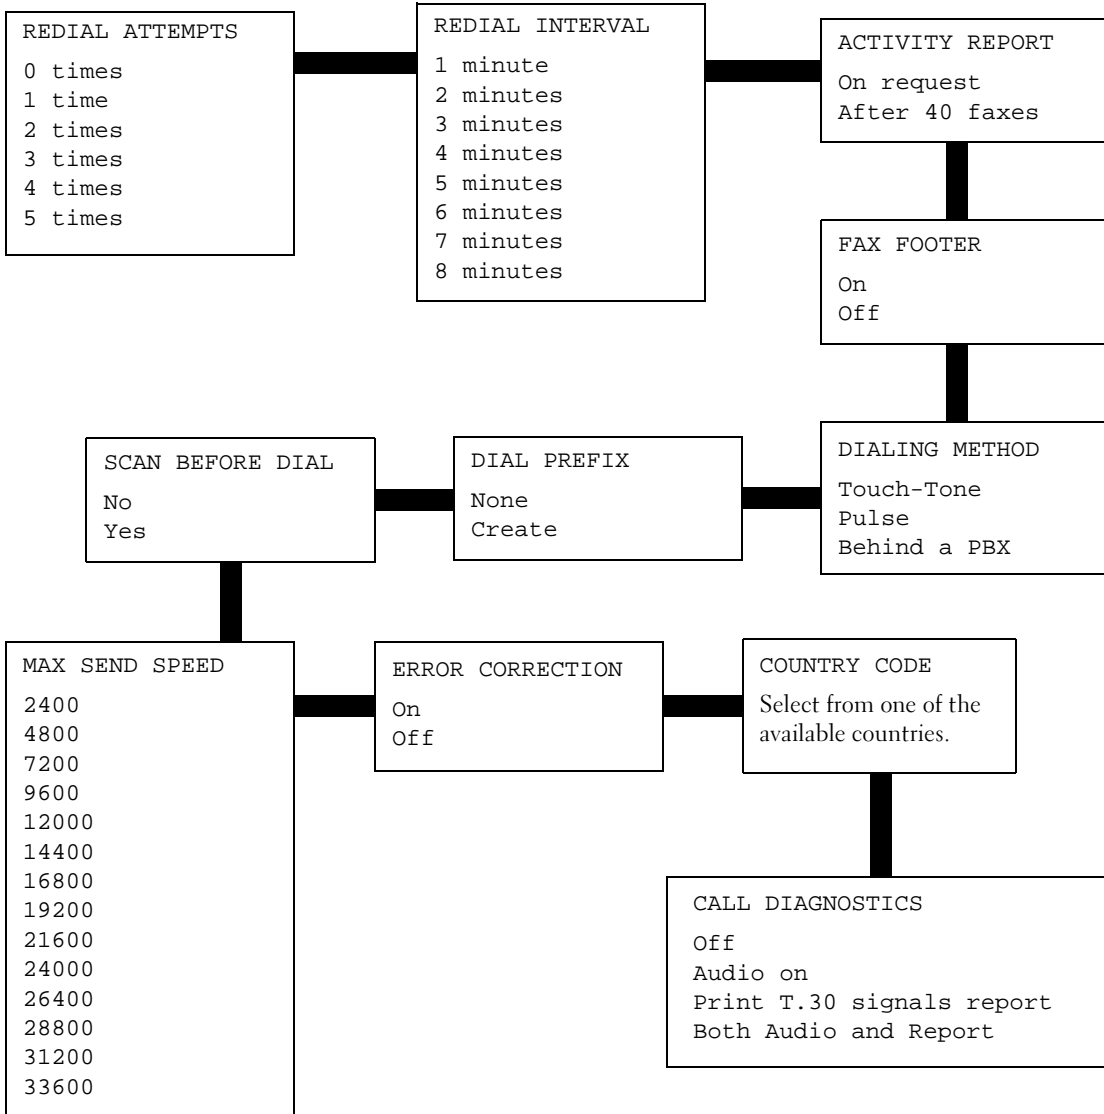 REDIAL ATTEMPTS
0 times
1 time
2 times
3 times
4 times
5 times
REDIAL INTERVAL
1 minute
2 minutes
3 minutes
4 minutes
5 minutes
6 minutes
7 minutes
8 minutes
ACTIVITY REPORT
On request
After 40 faxes
FAX FOOTER
On
Off
DIALING METHOD
Touch-Tone
Pulse
Behind a PBX
DIAL PREFIX
None
Create
SCAN BEFORE DIAL
No
Yes
MAX SEND SPEED
2400
4800
7200
9600
12000
14400
16800
19200
21600
24000
26400
28800
31200
33600
ERROR CORRECTION
On
Off
COUNTRY CODE
Select from one of the
available countries.
CALL DIAGNOSTICS
Off
Audio on
Print T.30 signals report
Both Audio and Report